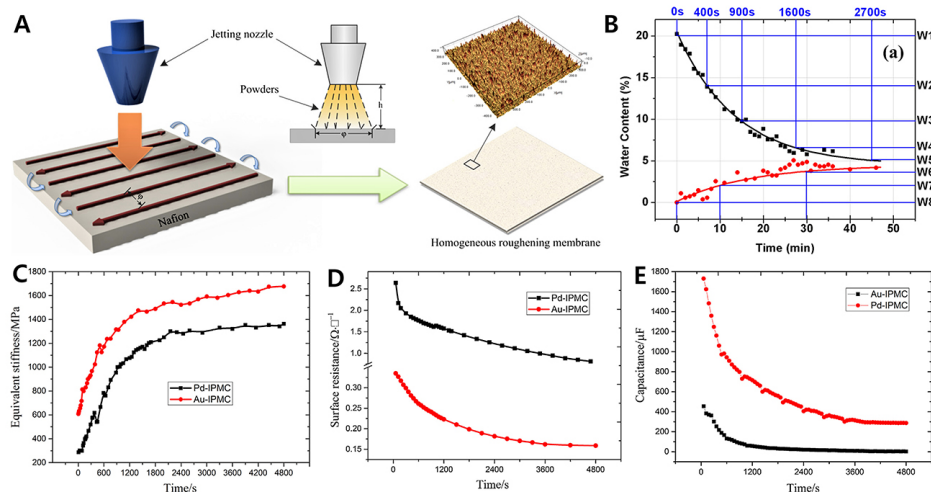 A
Jetting nozzle
Powders
h
φ
φ
Nafion
Homogeneous roughening membrane
B
0s 400s 900s 1600s 2700s
(a)
Water Content (%)
20
15
10
5
0
W1
W2
W3
W4
W5
W6
W7
W8
0 10 20 30 40 50
Time (min)
C
Equivalent stiffness/MPa
1800
1600
1400
1200
1000
800
600
400
200
Pd-IPMC
Au-IPMC
0 600 1200 1800 2400 3000 3600 4200 4800
Time/s
D
Surface resistance/Ω·□⁻¹
2.5
2.0
1.5
1.0
0.30
0.25
0.20
0.15
Pd-IPMC
Au-IPMC
0 1200 2400 3600 4800
Time/s
E
Capacitance/μF
1800
1600
1400
1200
1000
800
600
400
200
0
Au-IPMC
Pd-IPMC
0 1200 2400 3600 4800
Time/s